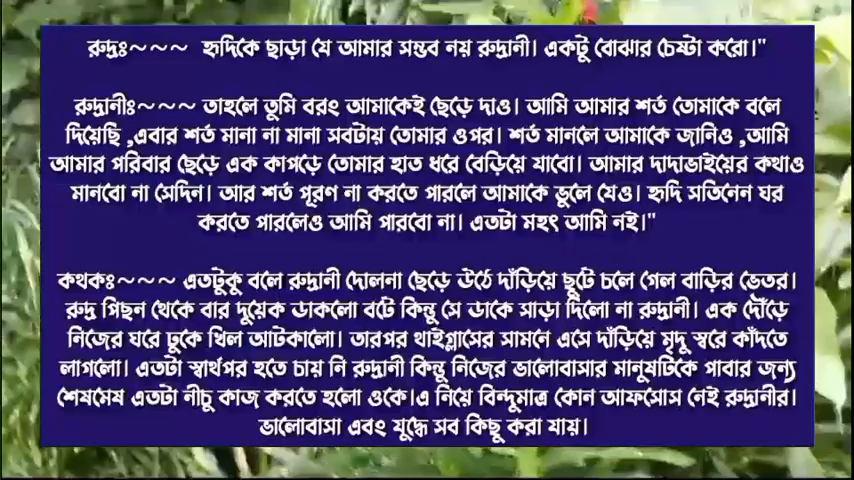 রুদ্রঃ~~~ হৃদিকে ছাড়া যে আমার সম্ভব নয় রুদ্রানী। একটু বোঝার চেষ্টা করো।"
রুদ্রানীঃ~~~ তাহলে তুমি বরং আমাকেই ছেড়ে দাও। আমি আমার শর্ত তোমাকে বলে
দিয়েছি ,এবার শর্ত মানা না মানা সবটায় তোমার ওপর। শর্ত মানলে আমাকে জানিও ,আমি
আমার পরিবার ছেড়ে এক কাপড়ে তোমার হাত ধরে বেড়িয়ে যাবো। আমার দাদাভাইয়ের কথাও
মানবো না সেদিন। আর শর্ত পূরণ না করতে পারলে আমাকে ভুলে যেও। হৃদি সতিনেন ঘর
করতে পারলেও আমি পারবো না। এতটা মহৎ আমি নই।"
কথকঃ~~~ এতটুকু বলে রুদ্রানী দোলনা ছেড়ে উঠে দাঁড়িয়ে ছুটে চলে গেল বাড়ির ভেতর।
রুদ্র পিছন থেকে বার দুয়েক ডাকলো বটে কিন্তু সে ডাকে সাড়া দিলো না রুদ্রানী। এক দৌঁড়ে
নিজের ঘরে ঢুকে খিল আটকালো। তারপর থাইগ্লাসের সামনে এসে দাঁড়িয়ে মৃদু স্বরে কাঁদতে
লাগলো। এতটা স্বার্থপর হতে চায় নি রুদ্রানী কিন্তু নিজের ভালোবাসার মানুষটিকে পাবার জন্য
শেষমেষ এতটা নীচু কাজ করতে হলো ওকে।এ নিয়ে বিন্দুমাত্র কোন আফসোস নেই রুদ্রানীর।
ভালোবাসা এবং যুদ্ধে সব কিছু করা যায়।